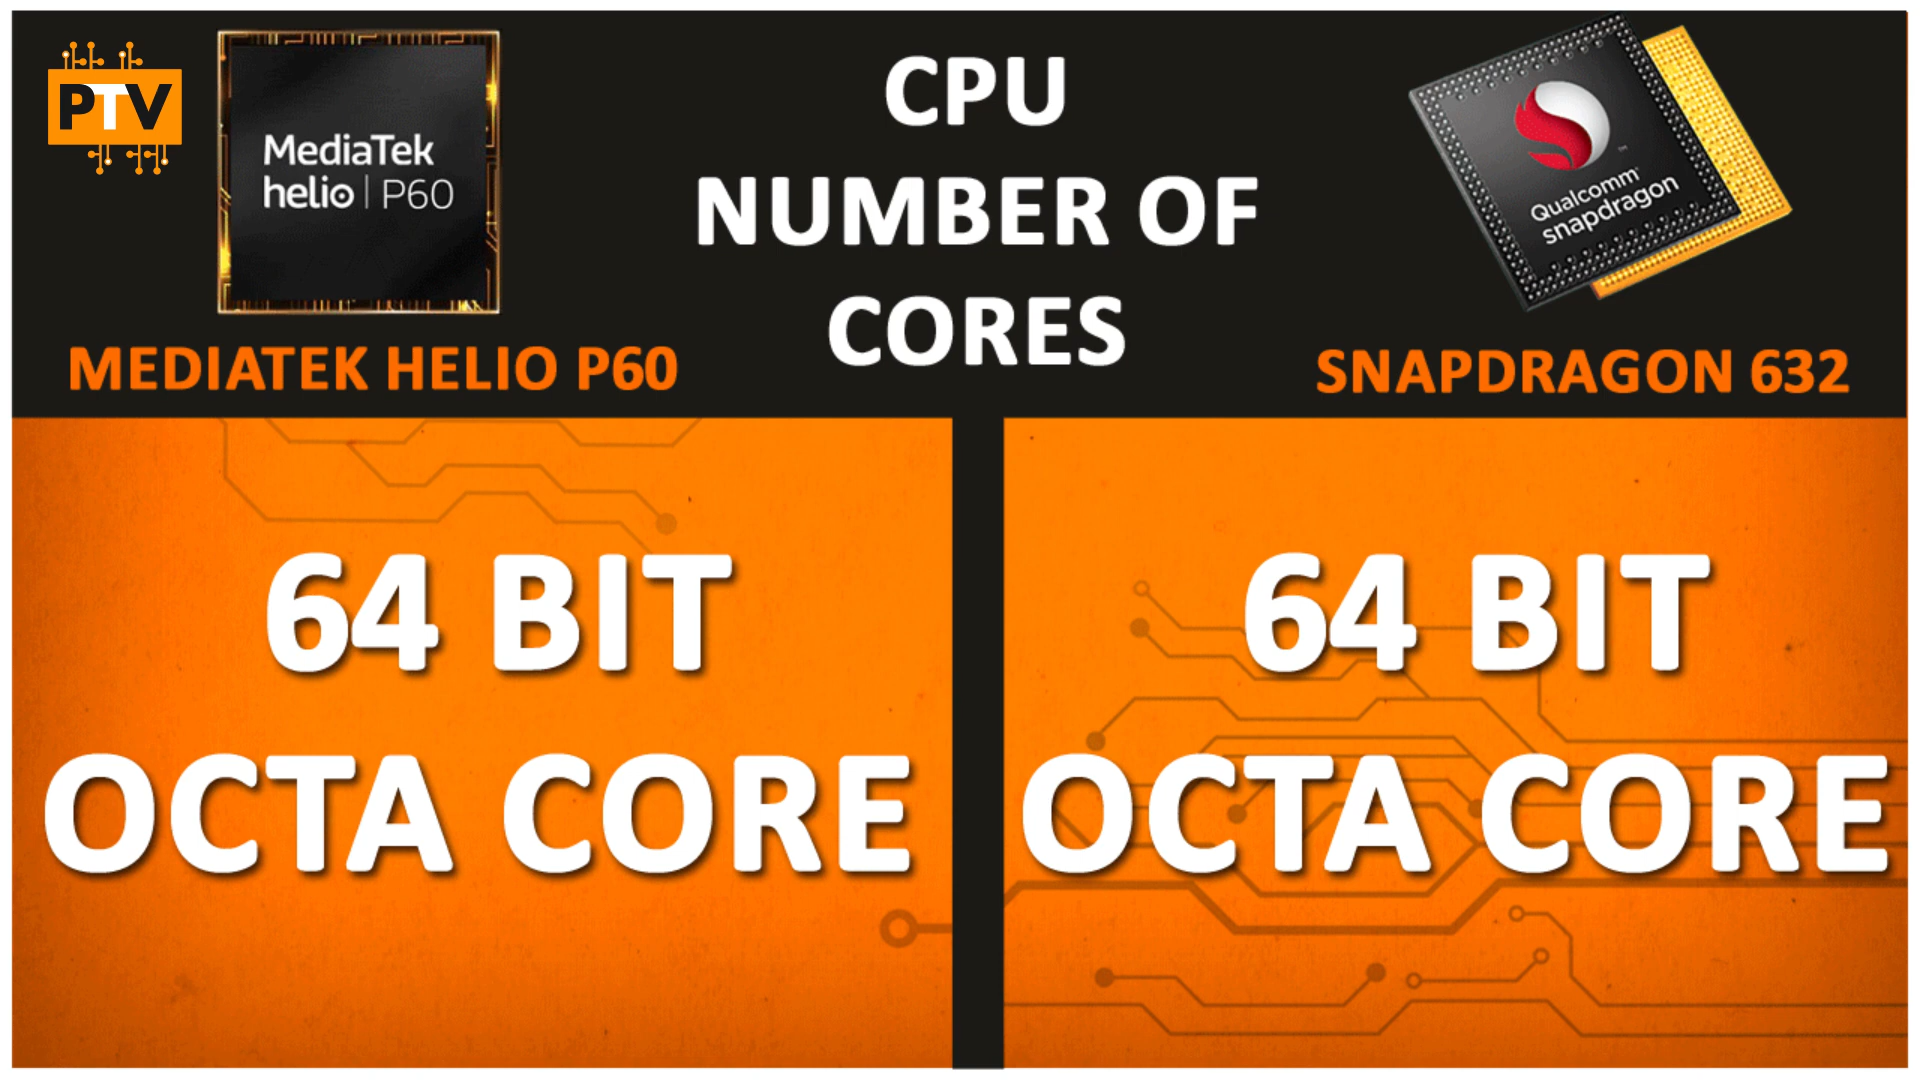 PTV
MediaTek
helio | P60
MEDIATEK HELIO P60
CPU
NUMBER OF
CORES
Qualcomm
snapdragon
SNAPDRAGON 632
64 BIT
OCTA CORE
64 BIT
OCTA CORE